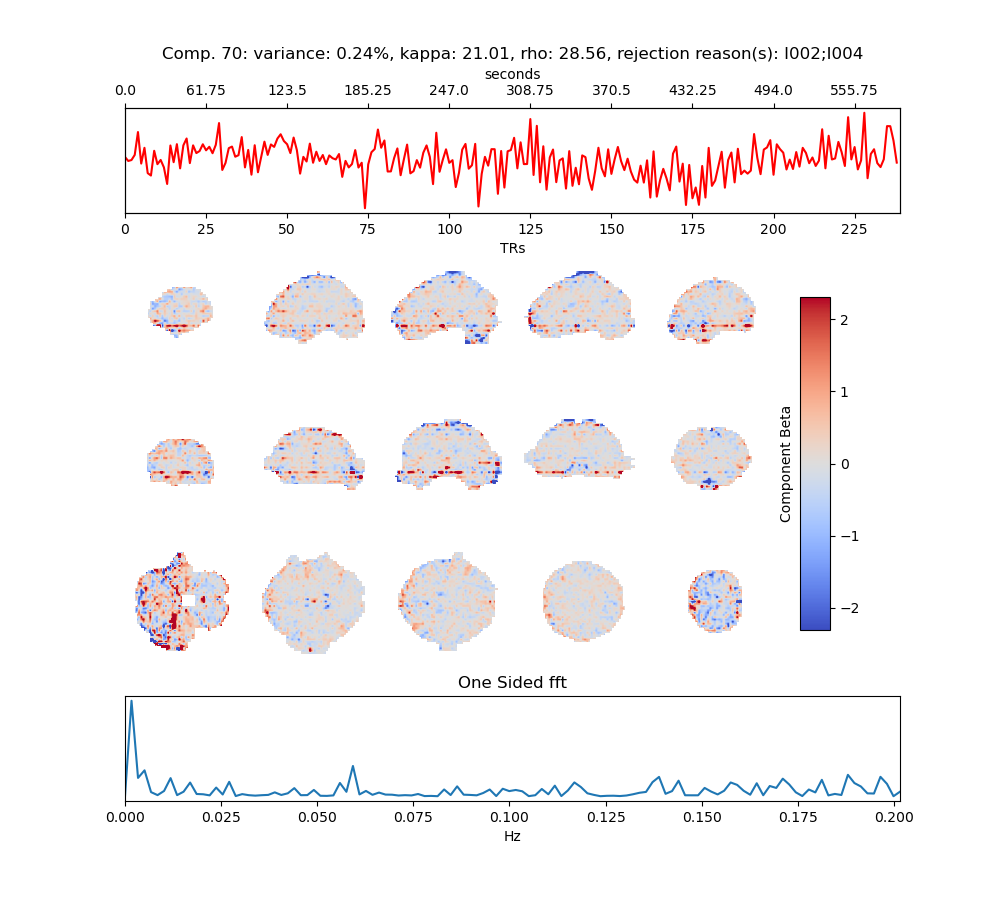 Comp. 70: variance: 0.24%, kappa: 21.01, rho: 28.56, rejection reason(s): I002;I004
seconds
0.0 61.75 123.5 185.25 247.0 308.75 370.5 432.25 494.0 555.75
0 25 50 75 100 125 150 175 200 225
TRs
2
1
0
−1
−2
Component Beta
One Sided fft
0.000 0.025 0.050 0.075 0.100 0.125 0.150 0.175 0.200
Hz